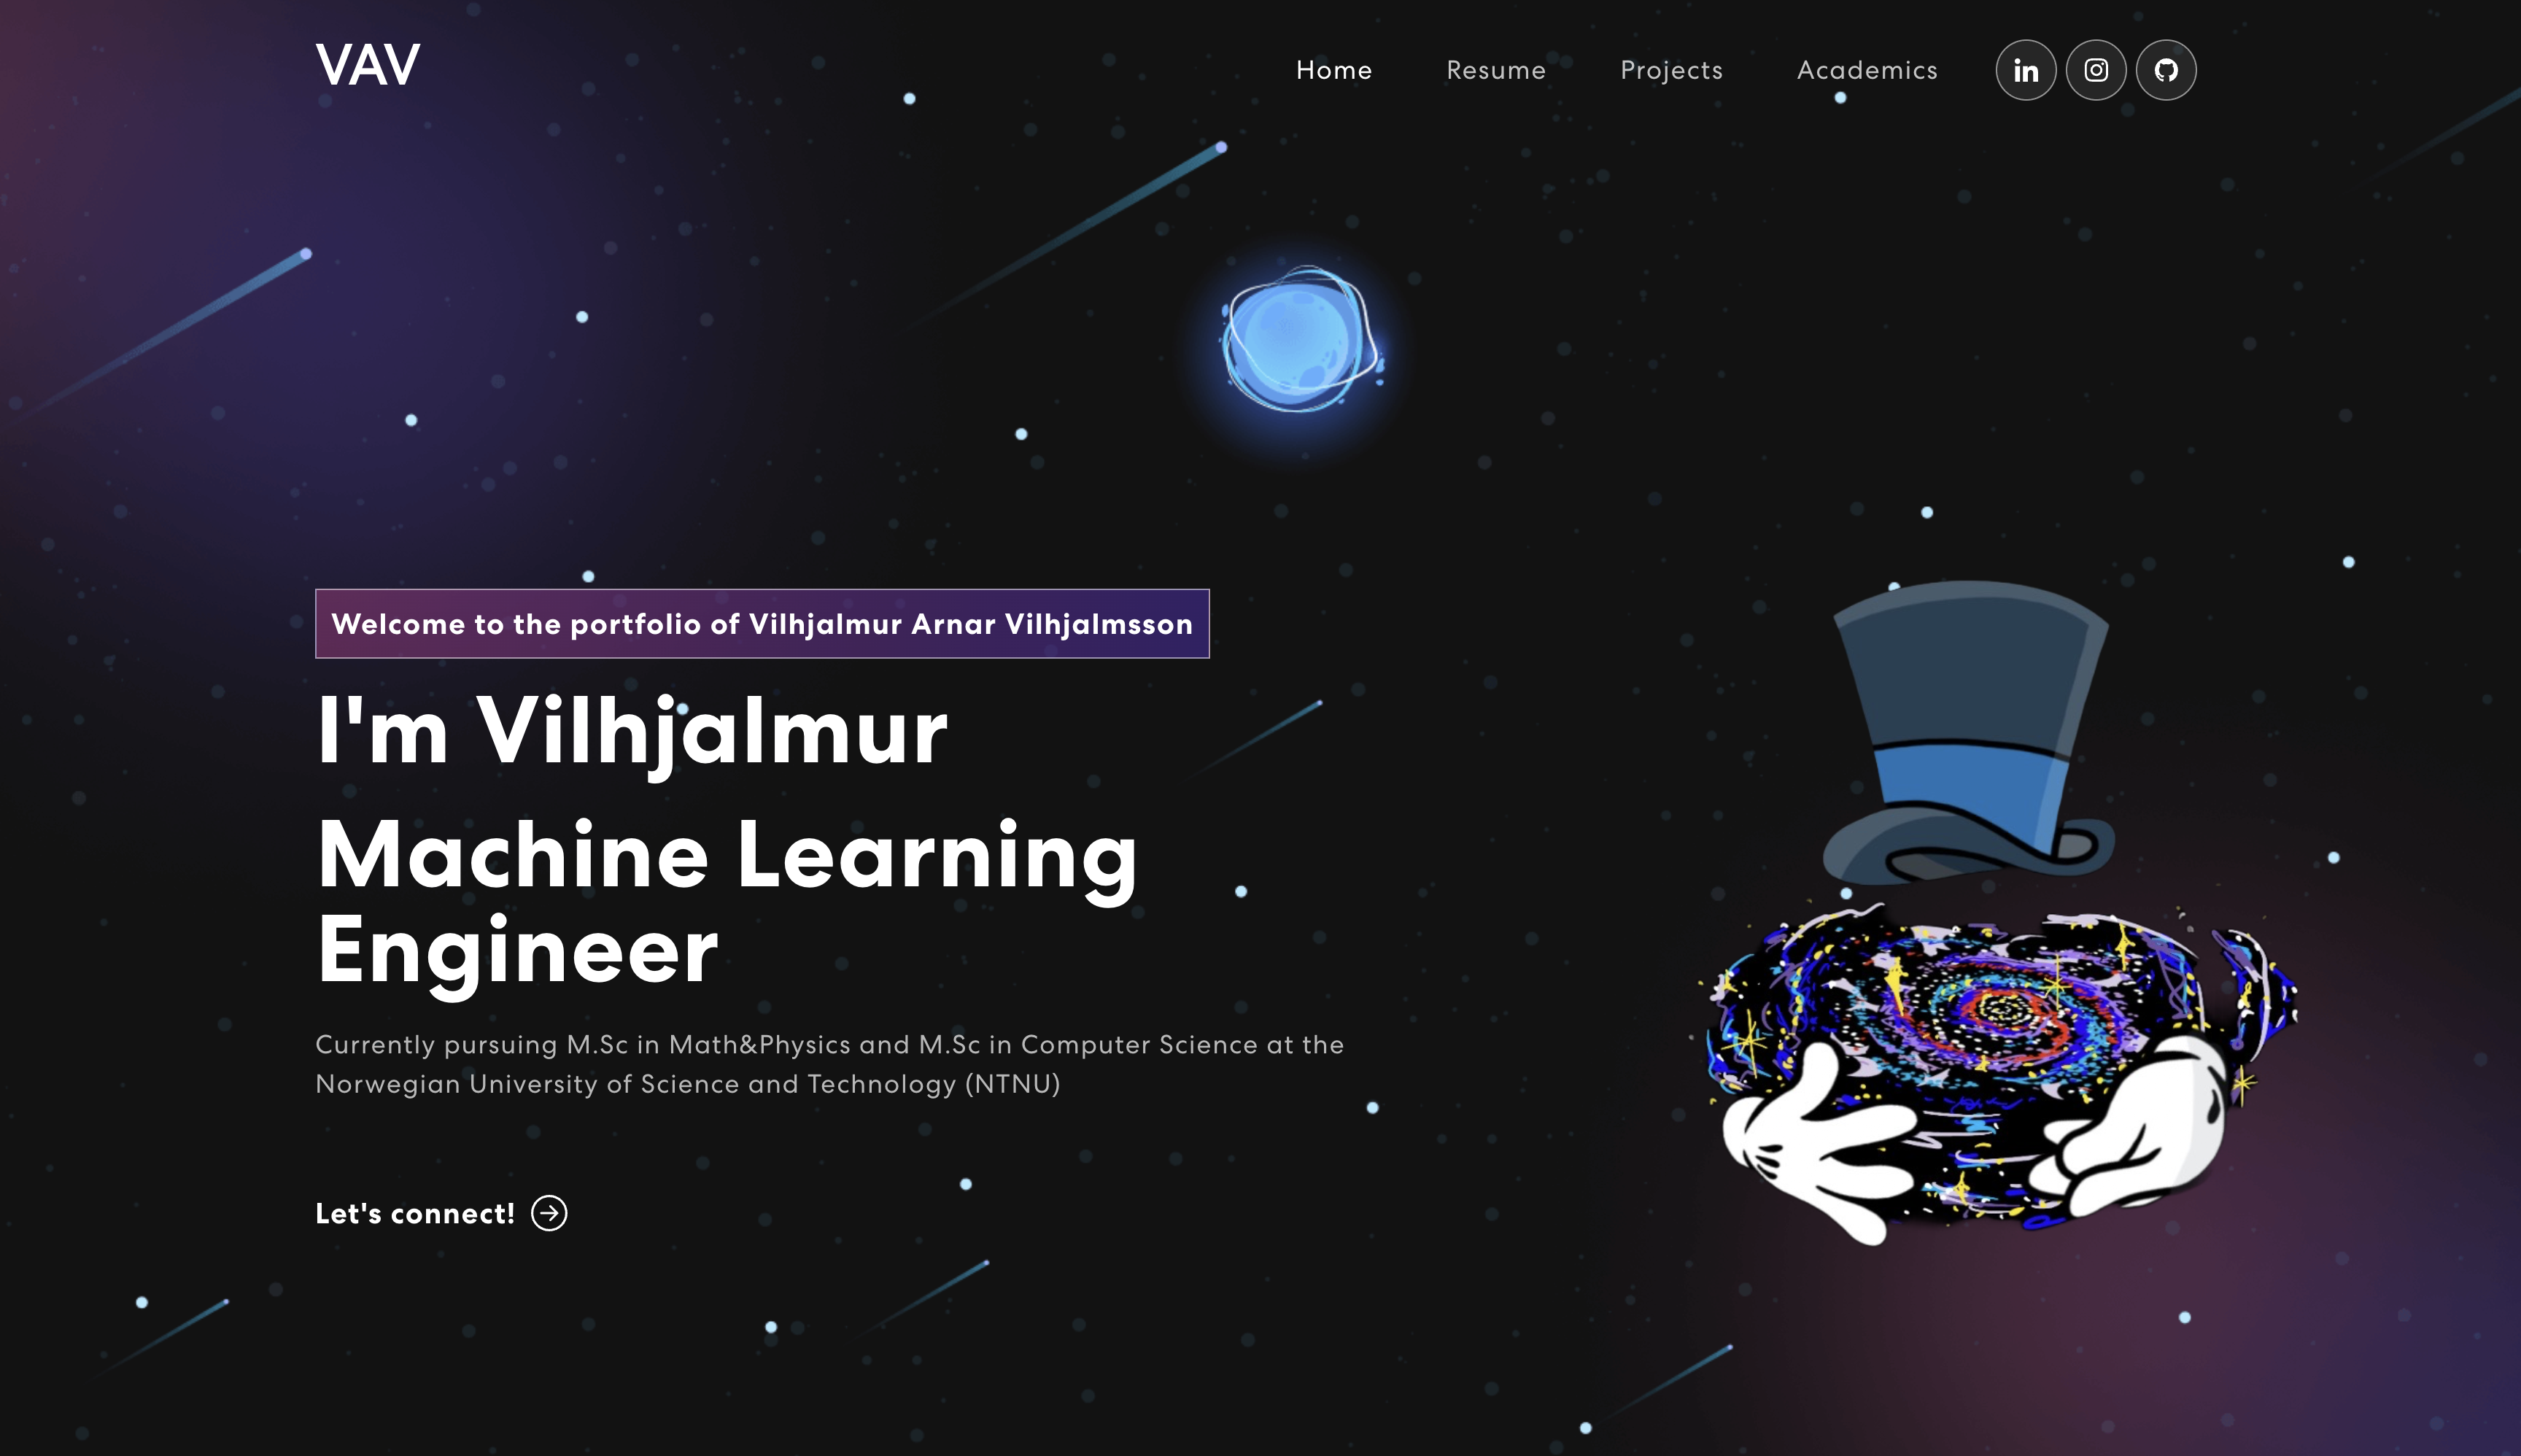 VAV
Home
Resume
Projects
Academics
in
Welcome to the portfolio of Vilhjalmur Arnar Vilhjalmsson
I'm Vilhjalmur
Machine Learning
Engineer
Currently pursuing M.Sc in Math&Physics and M.Sc in Computer Science at the
Norwegian University of Science and Technology (NTNU)
Let's connect!